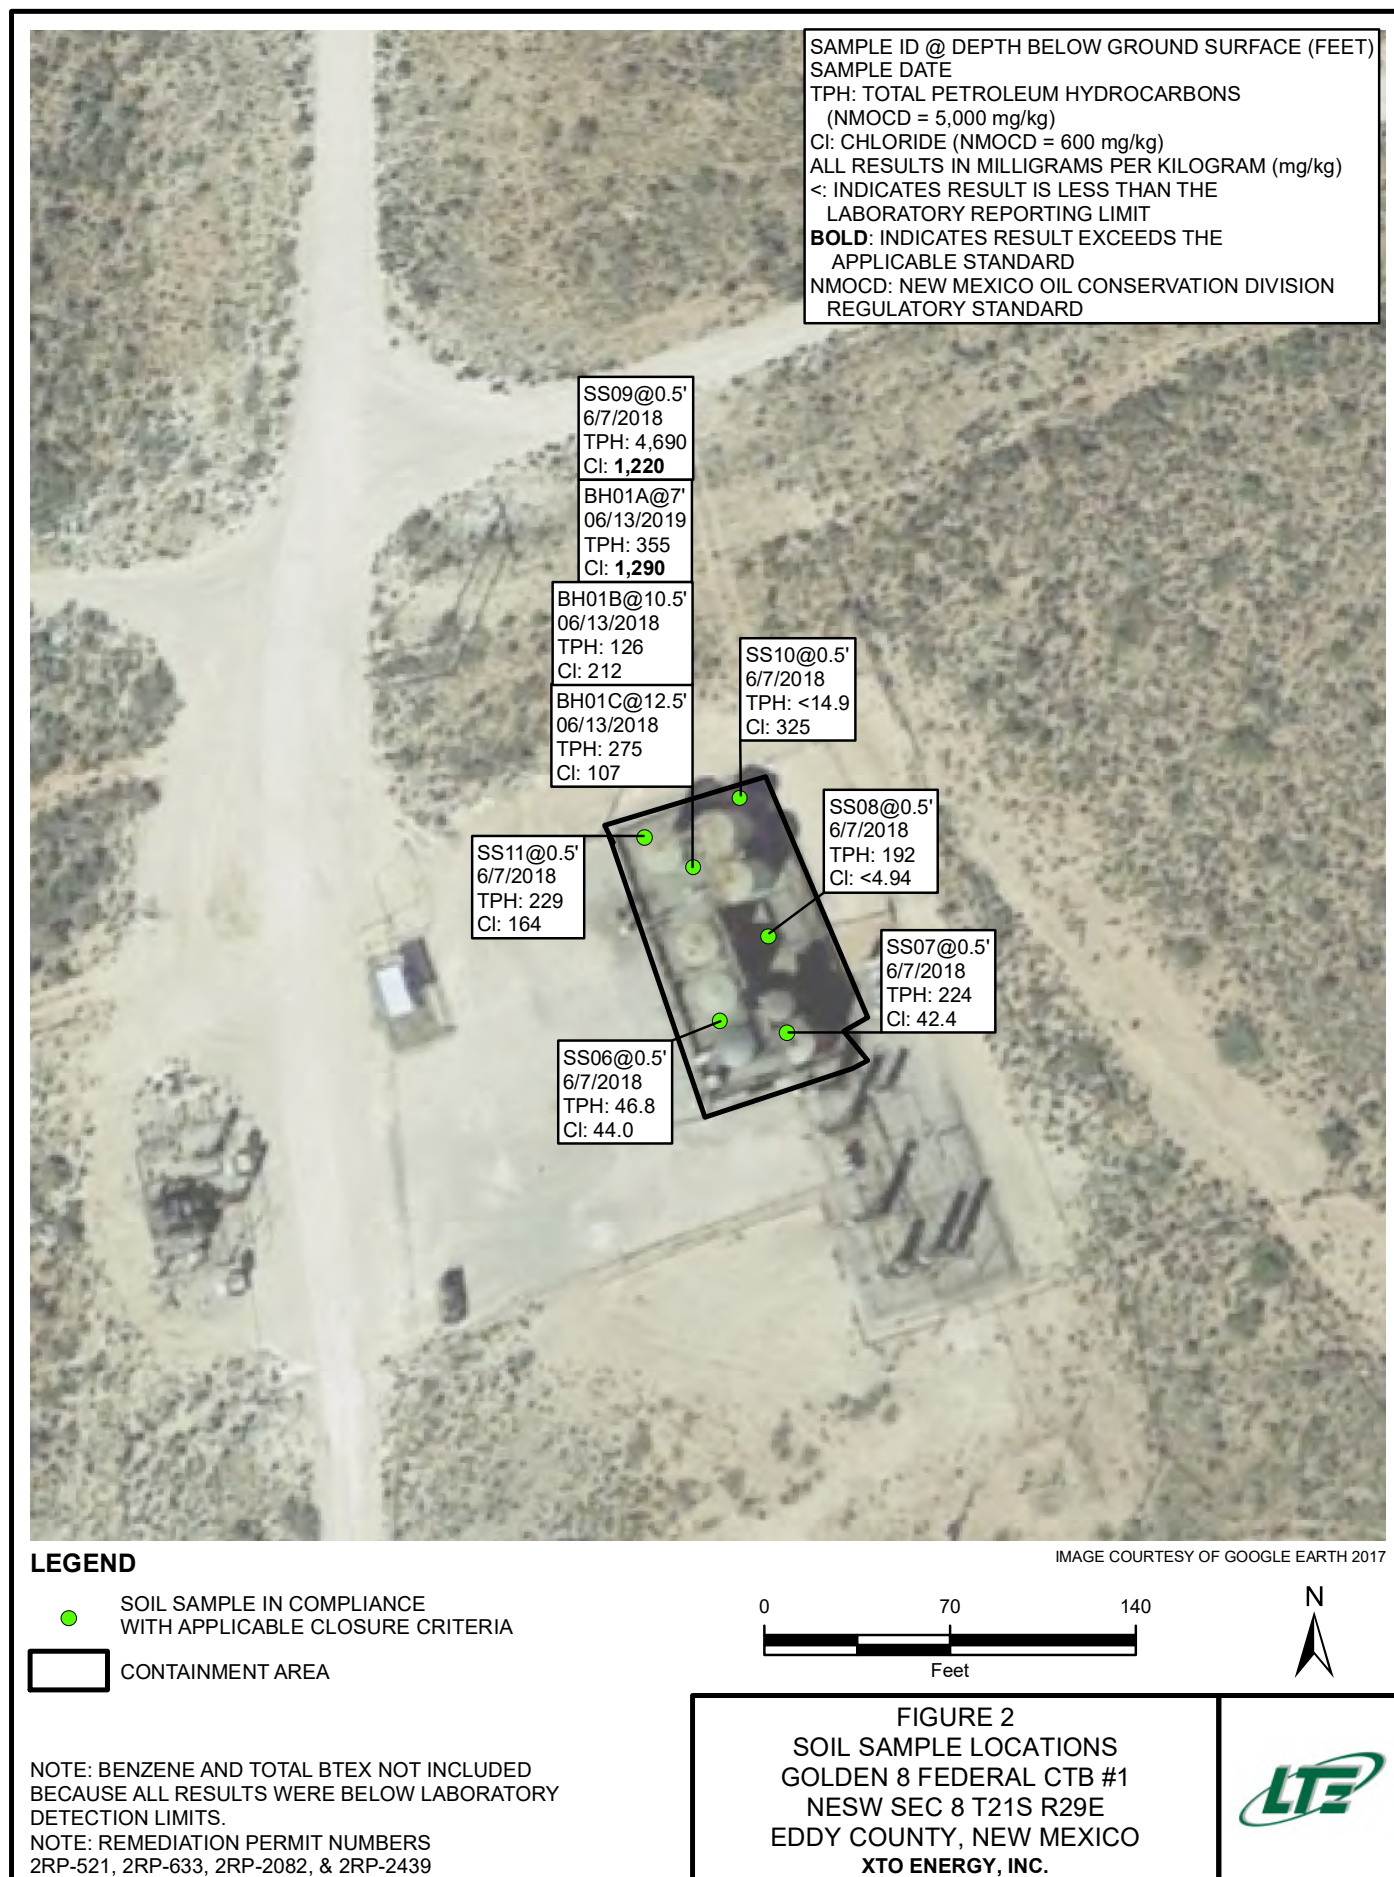 SAMPLE ID @ DEPTH BELOW GROUND SURFACE (FEET)
SAMPLE DATE
TPH: TOTAL PETROLEUM HYDROCARBONS
(NMOCD = 5,000 mg/kg)
Cl: CHLORIDE (NMOCD = 600 mg/kg)
ALL RESULTS IN MILLIGRAMS PER KILOGRAM (mg/kg)
<: INDICATES RESULT IS LESS THAN THE
LABORATORY REPORTING LIMIT
BOLD: INDICATES RESULT EXCEEDS THE
APPLICABLE STANDARD
NMOCD: NEW MEXICO OIL CONSERVATION DIVISION
REGULATORY STANDARD
SS09@0.5'
6/7/2018
TPH: 4,690
Cl: 1,220
BH01A@7'
06/13/2019
TPH: 355
Cl: 1,290
BH01B@10.5'
06/13/2018
TPH: 126
Cl: 212
BH01C@12.5'
06/13/2018
TPH: 275
Cl: 107
SS10@0.5'
6/7/2018
TPH: <14.9
Cl: 325
SS08@0.5'
6/7/2018
TPH: 192
Cl: <4.94
SS11@0.5'
6/7/2018
TPH: 229
Cl: 164
SS07@0.5'
6/7/2018
TPH: 224
Cl: 42.4
SS06@0.5'
6/7/2018
TPH: 46.8
Cl: 44.0
LEGEND
IMAGE COURTESY OF GOOGLE EARTH 2017
SOIL SAMPLE IN COMPLIANCE
WITH APPLICABLE CLOSURE CRITERIA
CONTAINMENT AREA
0 70 140
Feet
N
NOTE: BENZENE AND TOTAL BTEX NOT INCLUDED
BECAUSE ALL RESULTS WERE BELOW LABORATORY
DETECTION LIMITS.
NOTE: REMEDIATION PERMIT NUMBERS
2RP-521, 2RP-633, 2RP-2082, & 2RP-2439
FIGURE 2
SOIL SAMPLE LOCATIONS
GOLDEN 8 FEDERAL CTB #1
NESW SEC 8 T21S R29E
EDDY COUNTY, NEW MEXICO
XTO ENERGY, INC.
LTE